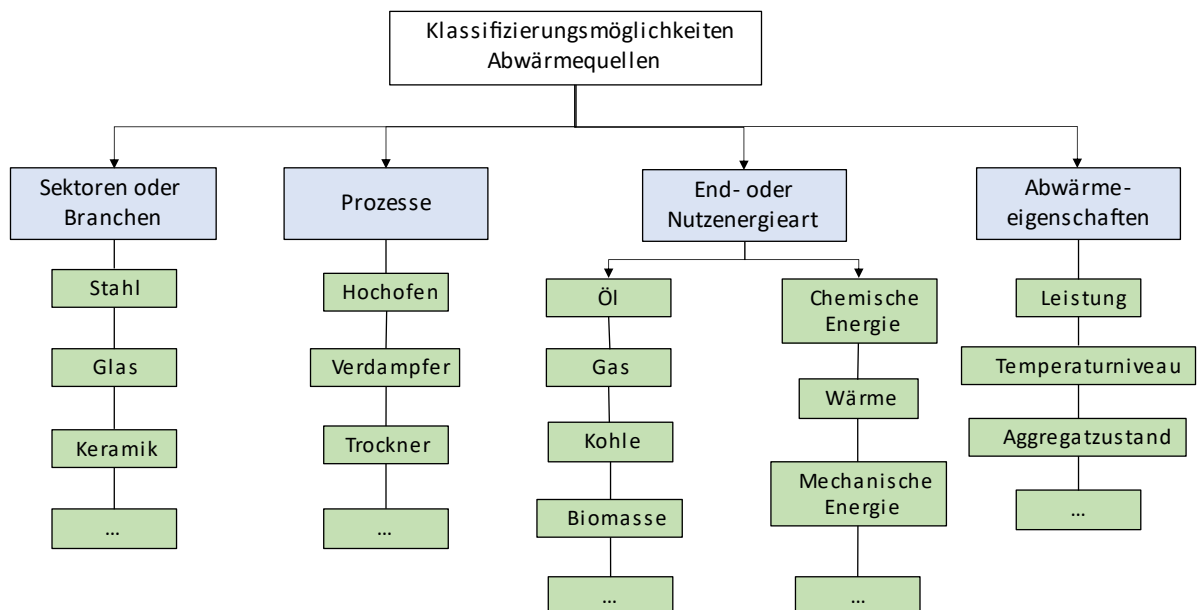 Klassifizierungsmöglichkeiten
Abwärmequellen
Sektoren oder
Branchen
Stahl
Glas
Keramik
...
Prozesse
Hochofen
Verdampfer
Trockner
...
End- oder
Nutzenergieart
Öl
Gas
Kohle
Biomasse
...
Chemische
Energie
Wärme
Mechanische
Energie
...
Abwärme-
eigenschaften
Leistung
Temperaturniveau
Aggregatzustand
...